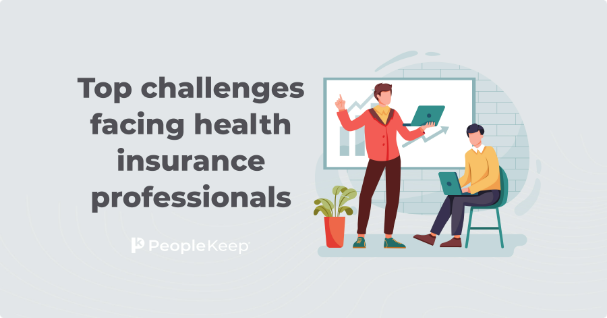 Top challenges
facing health
insurance
professionals
PeopleKeep